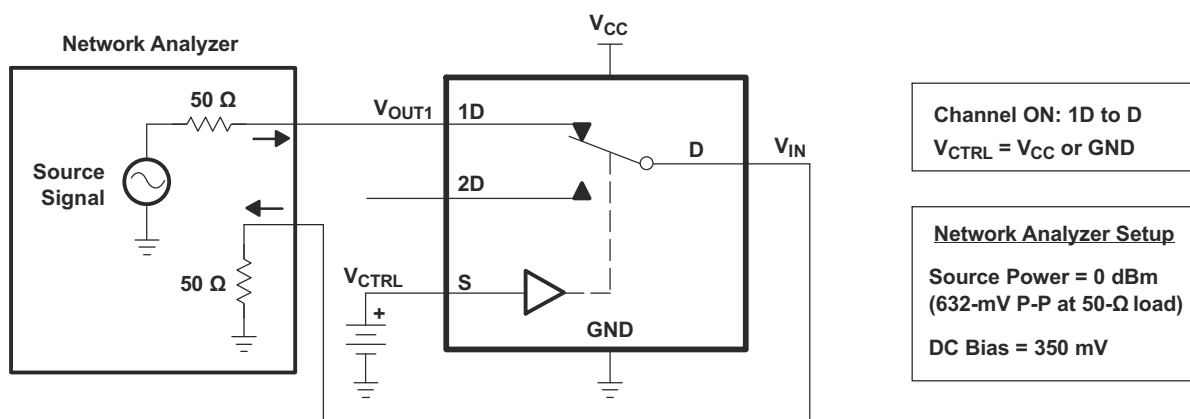 Network Analyzer
50 Ω
Source
Signal
50 Ω
VCC
VOUT1
1D
D
VIN
2D
VCTRL
S
+
GND
Channel ON: 1D to D
VCTRL = VCC or GND
Network Analyzer Setup
Source Power = 0 dBm
(632-mV P-P at 50-Ω load)
DC Bias = 350 mV